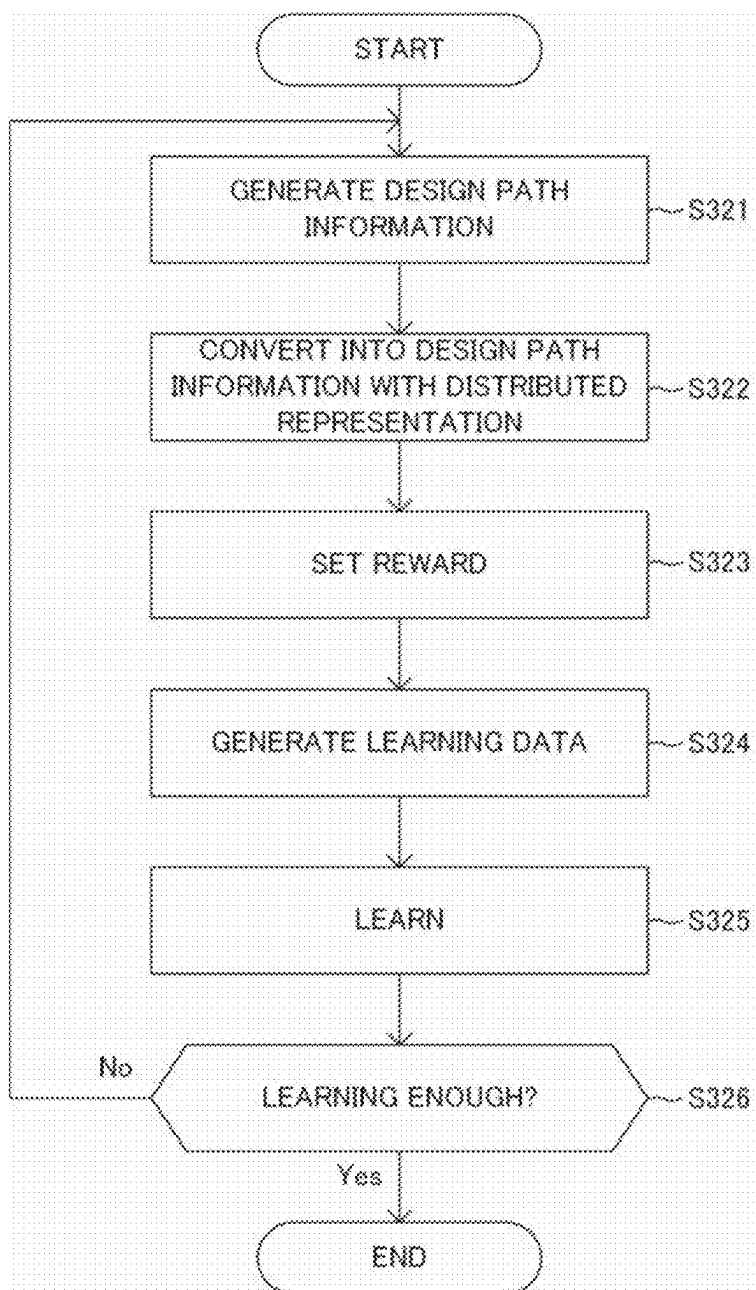 START
GENERATE DESIGN PATH
INFORMATION
S321
CONVERT INTO DESIGN PATH
INFORMATION WITH DISTRIBUTED
REPRESENTATION
S322
SET REWARD
S323
GENERATE LEARNING DATA
S324
LEARN
S325
No
LEARNING ENOUGH?
S326
Yes
END